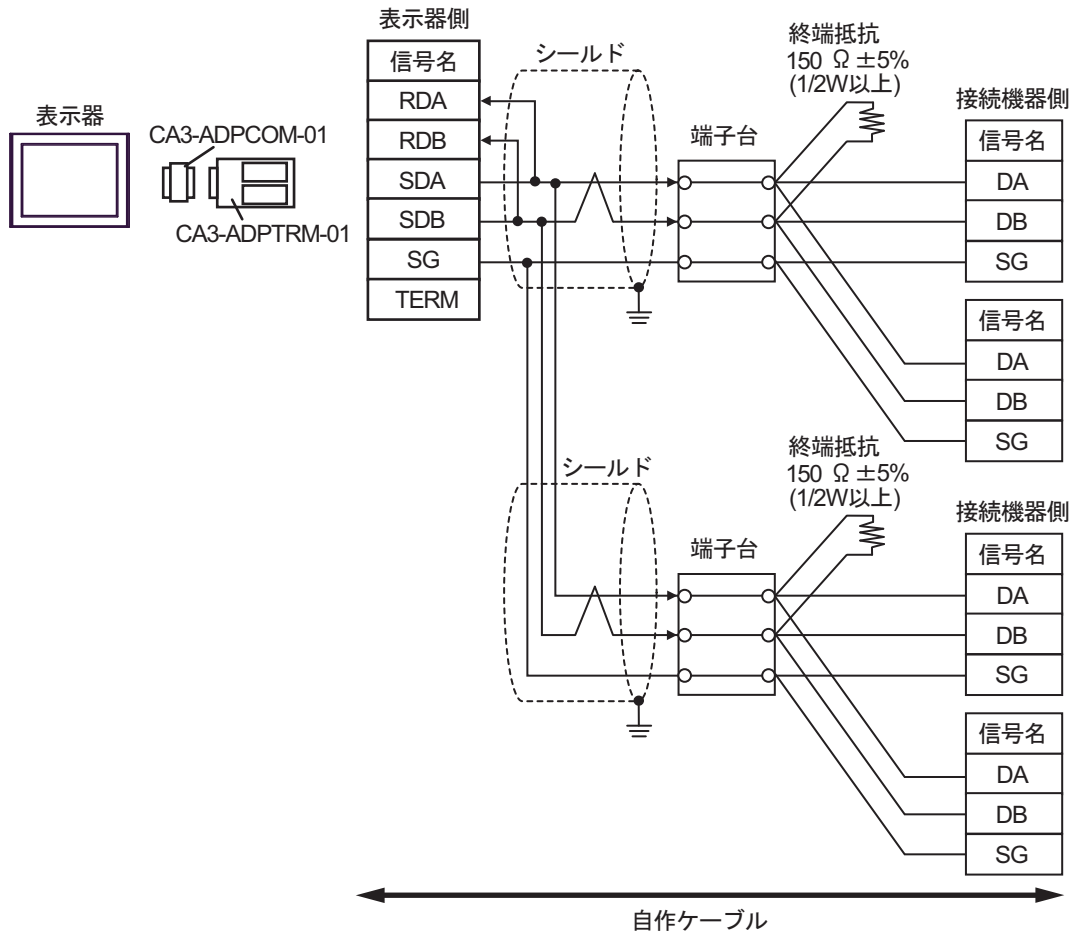 表示器
CA3-ADPCOM-01
CA3-ADPTRM-01
表示器側
信号名
RDA
RDB
SDA
SDB
SG
TERM
シールド
端子台
終端抵抗
150 Ω ±5%
(1/2W以上)
接続機器側
信号名
DA
DB
SG
信号名
DA
DB
SG
シールド
端子台
終端抵抗
150 Ω ±5%
(1/2W以上)
接続機器側
信号名
DA
DB
SG
信号名
DA
DB
SG
自作ケーブル